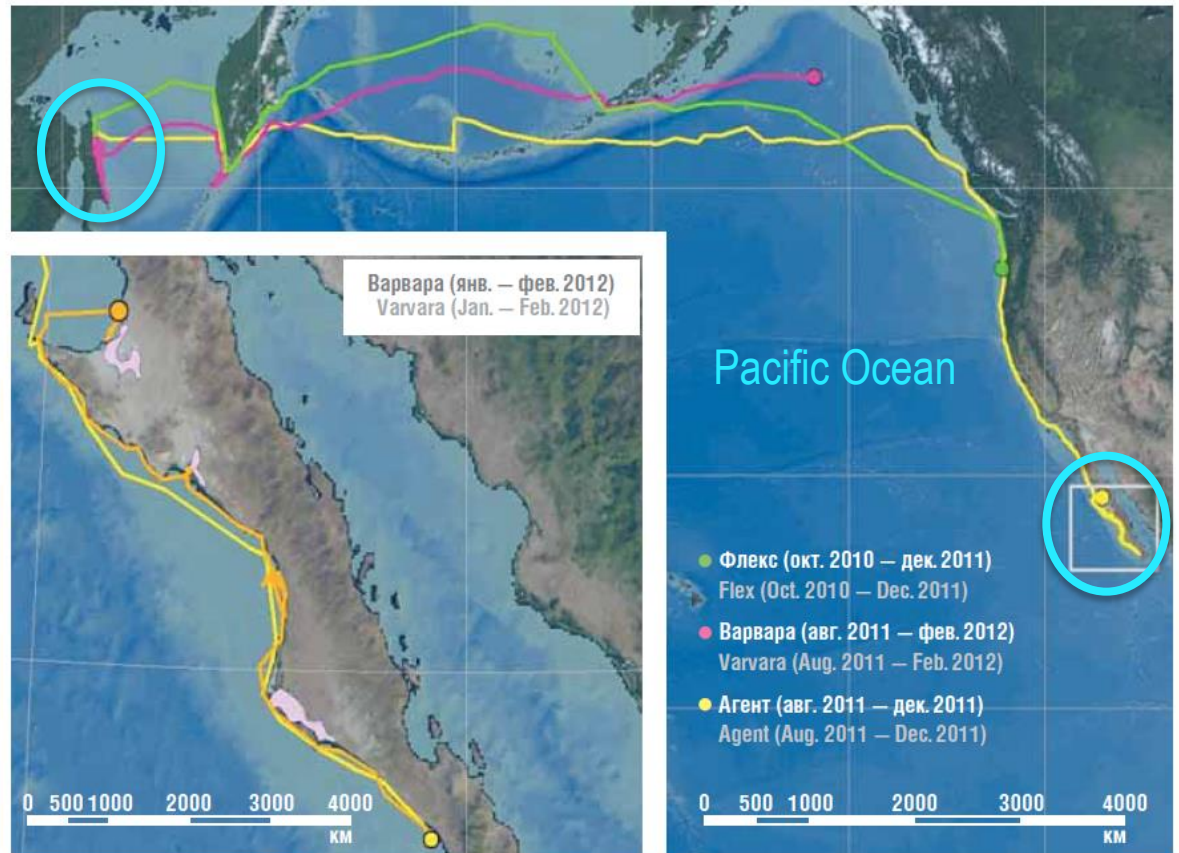 Варвара (янв. — фев. 2012)
Varvara (Jan. — Feb. 2012)
Pacific Ocean
Флекс (окт. 2010 — дек. 2011)
Flex (Oct. 2010 — Dec. 2011)
Варвара (авг. 2011 — фев. 2012)
Varvara (Aug. 2011 — Feb. 2012)
Агент (авг. 2011 — дек. 2011)
Agent (Aug. 2011 — Dec. 2011)
0 500 1000 2000 3000 4000
км
0 500 1000 2000 3000 4000
км